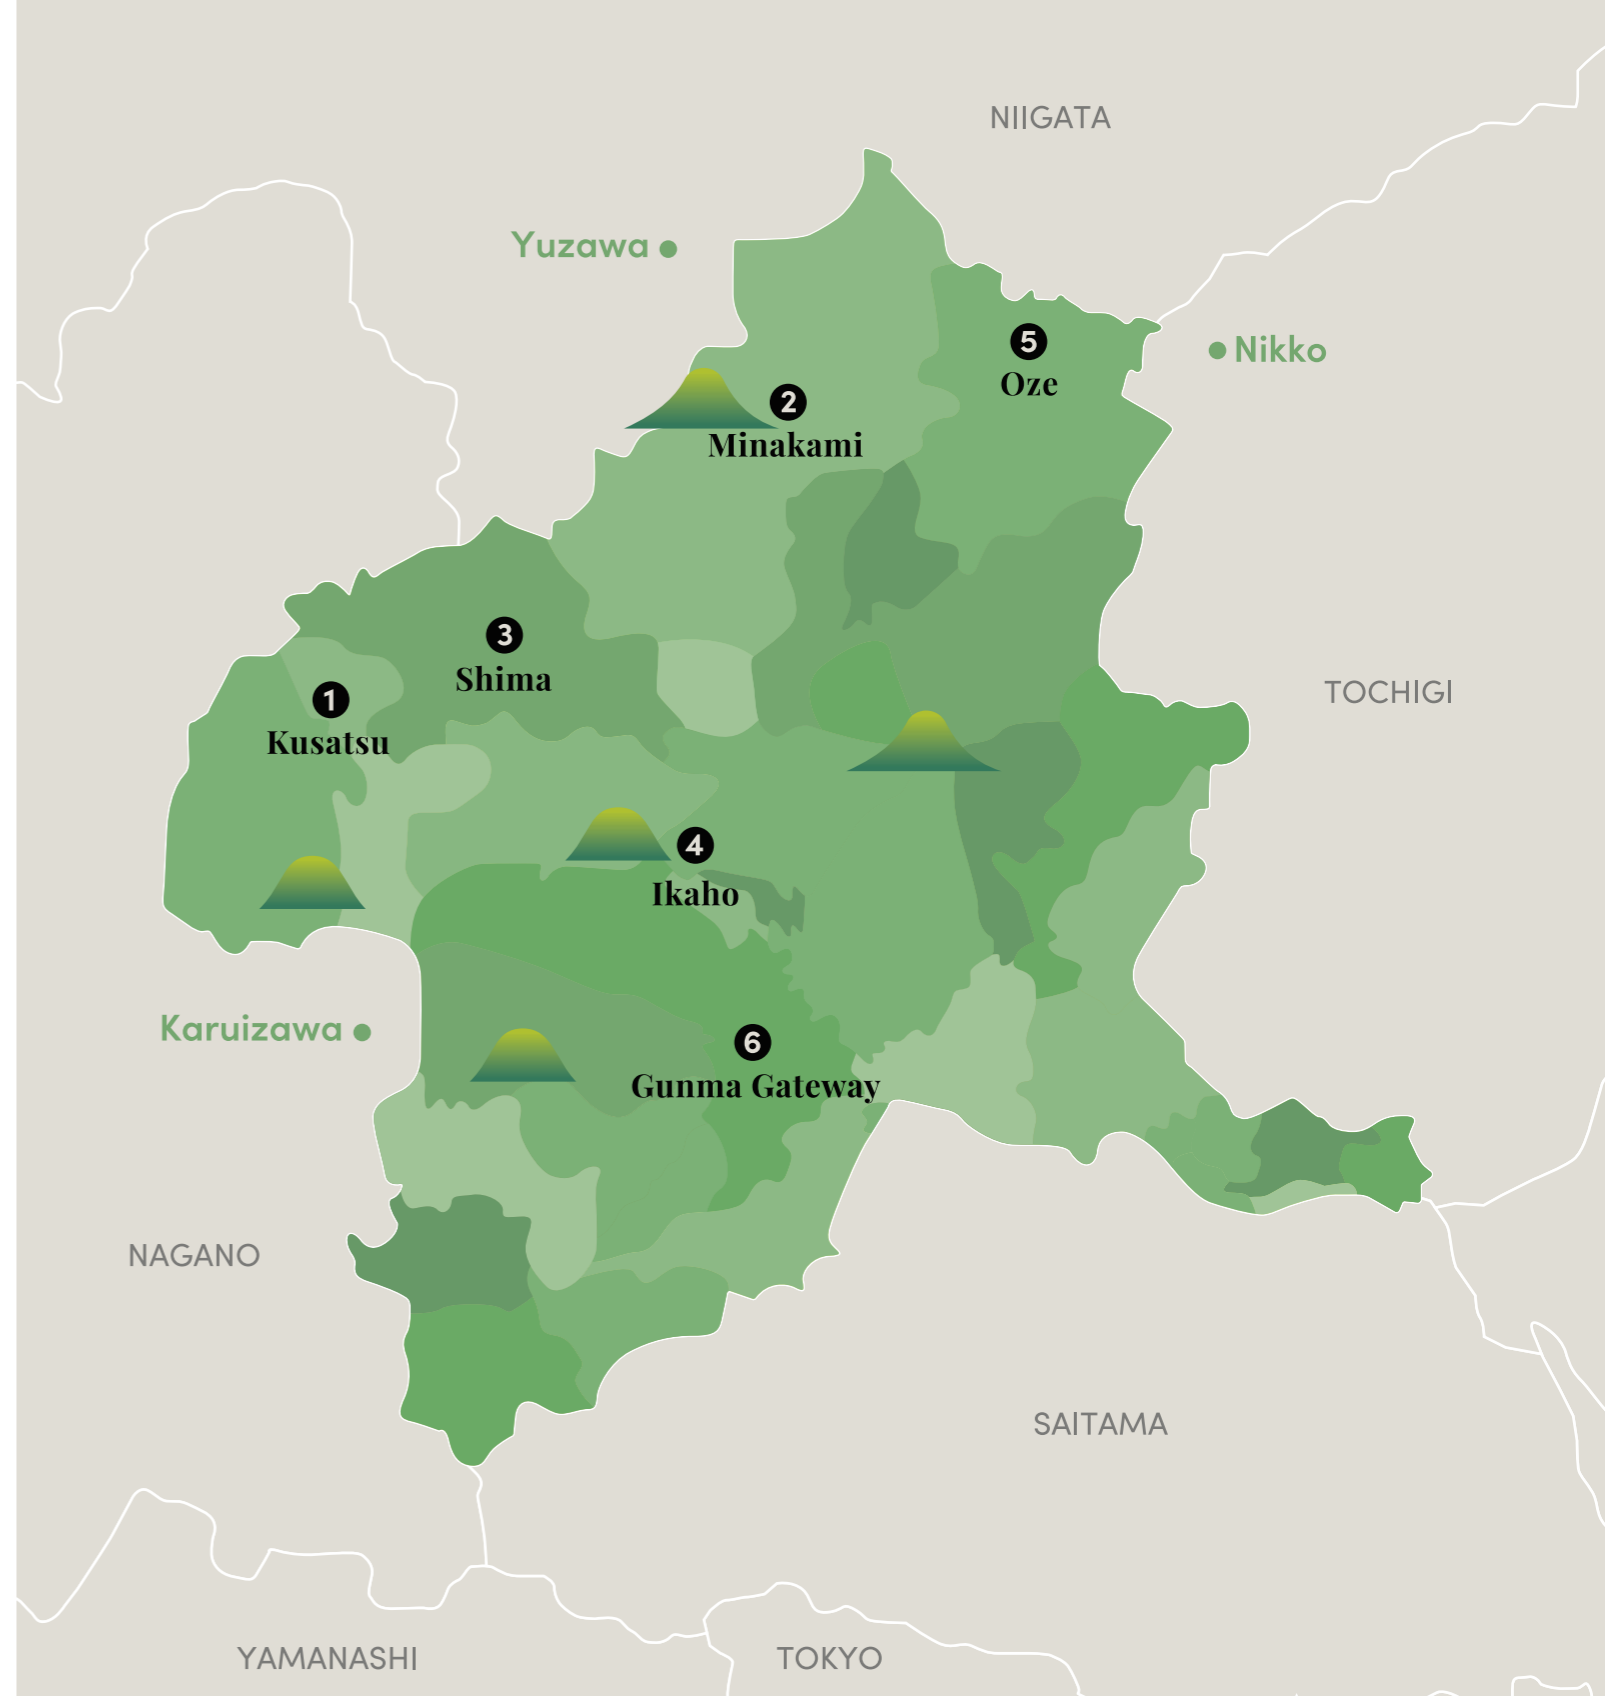 NIIGATA
Yuzawa
5
Nikko
Oze
2
Minakami
3
Shima
TOCHIGI
1
Kusatsu
4
Ikaho
Karuizawa
6
Gunma Gateway
NAGANO
SAITAMA
YAMANASHI
TOKYO